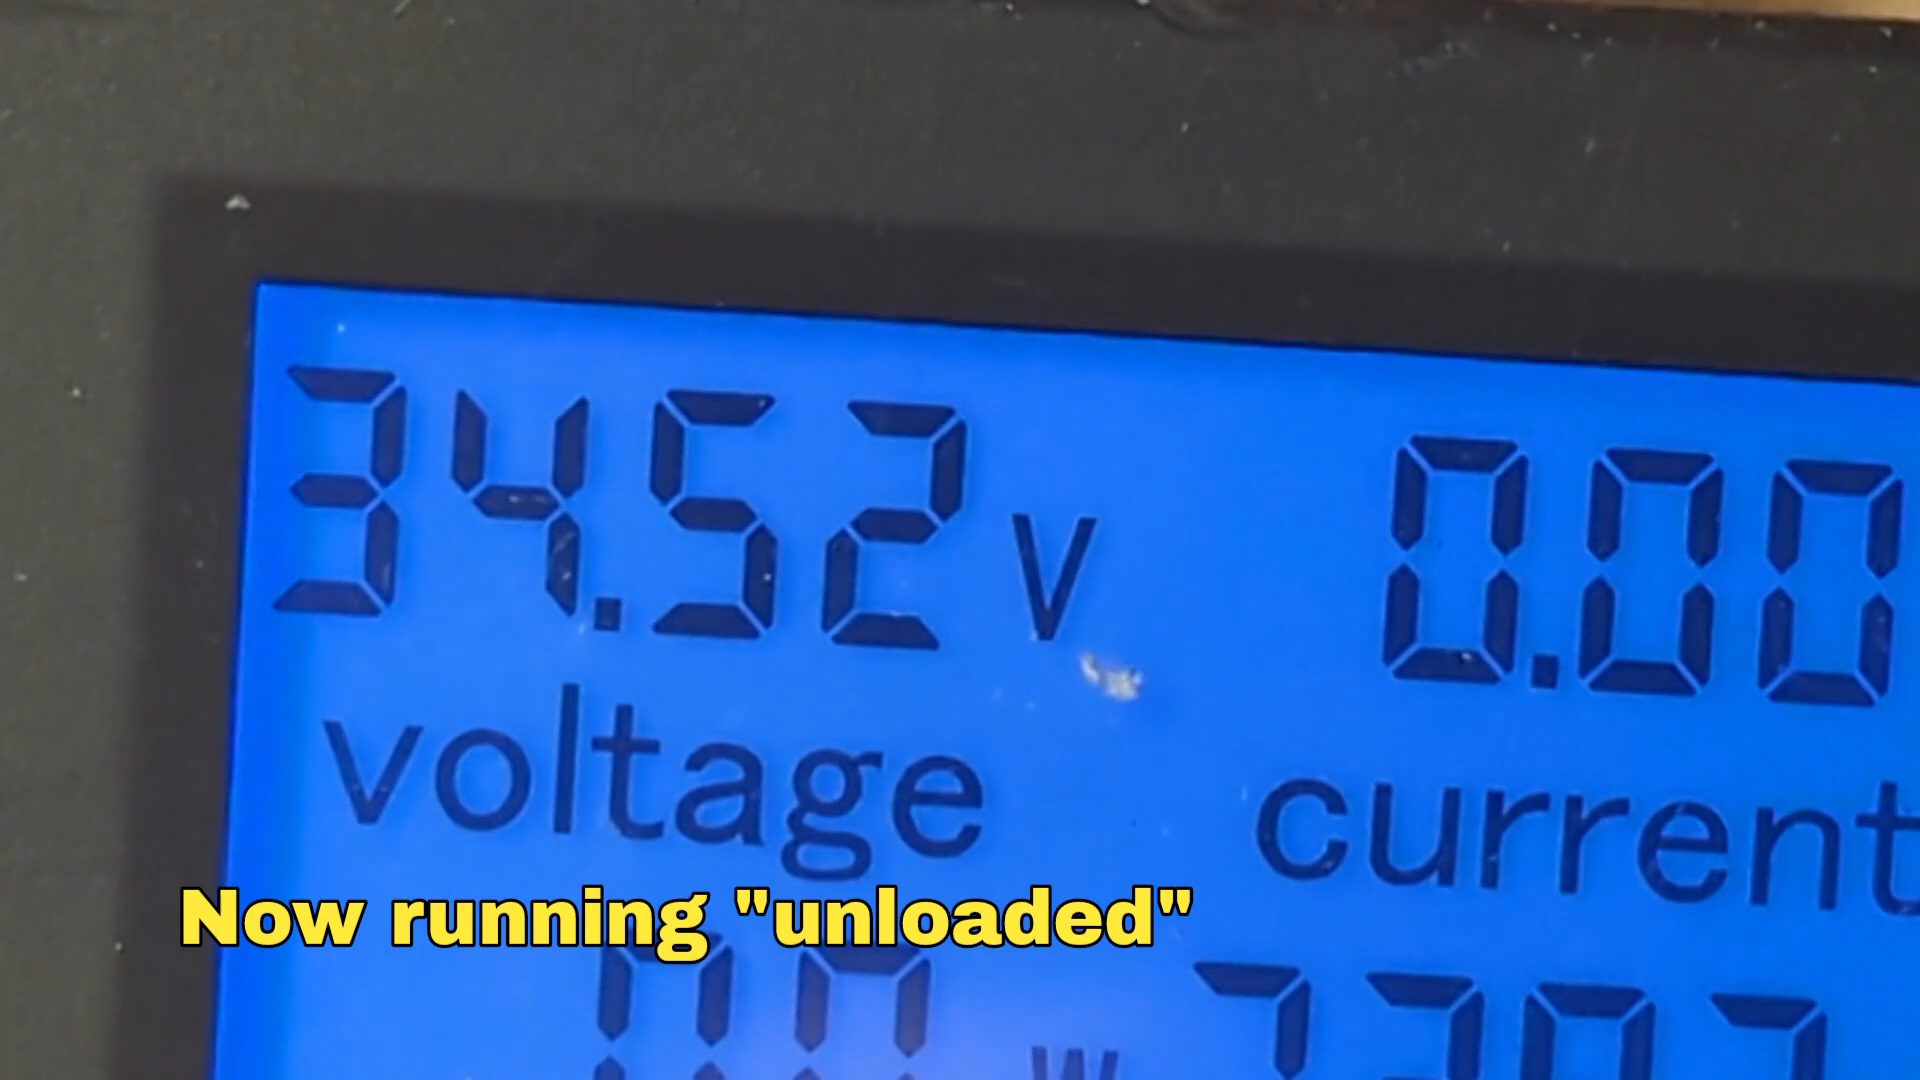 34.52 V 0.00
voltage current
Now running "unloaded"
W